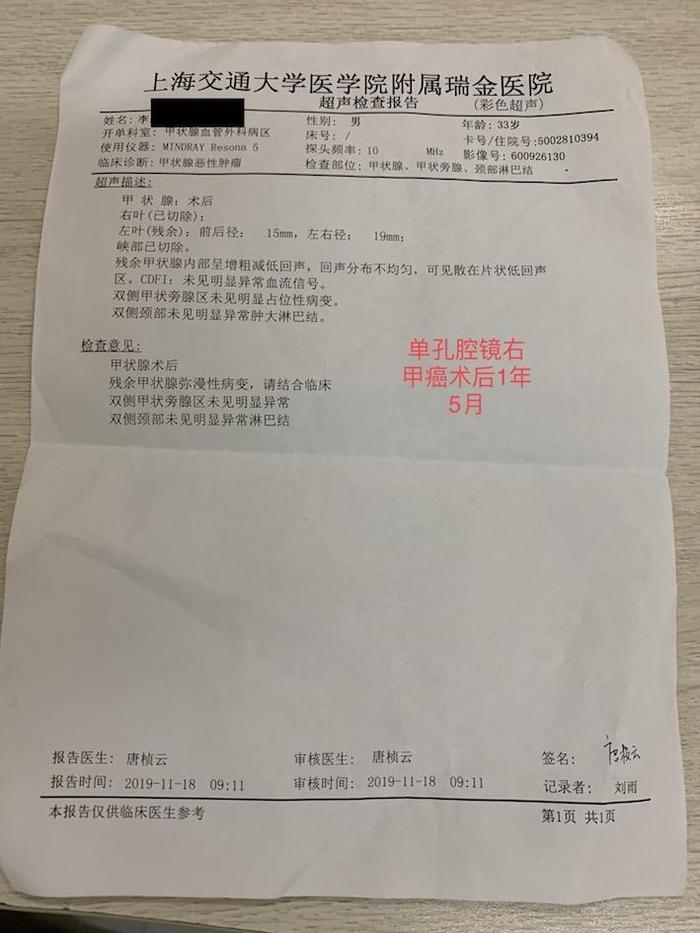 上海交通大学医学院附属瑞金医院
超声检查报告 (彩色超声)
姓名: 李 性别: 男 年龄: 33岁
开单科室: 甲状腺血管外科病区 床号: / 卡号/住院号:5002810394
使用仪器: MINDRAY Resona 5 探头频率: 10 MHz 影像号: 600926130
临床诊断: 甲状腺恶性肿瘤 检查部位: 甲状腺、甲状旁腺、颈部淋巴结
超声描述:
甲 状 腺: 术后
右叶(已切除);
左叶(残余): 前后径: 15mm, 左右径: 19mm;
峡部已切除。
残余甲状腺内部呈增粗减低回声, 回声分布不均匀, 可见散在片状低回声
区。CDFI: 未见明显异常血流信号。
双侧甲状旁腺区未见明显占位性病变。
双侧颈部未见明显异常肿大淋巴结。
检查意见:
甲状腺术后
残余甲状腺弥漫性病变, 请结合临床
双侧甲状旁腺区未见明显异常
双侧颈部未见明显异常淋巴结
单孔腔镜右
甲癌术后1年
5月
报告医生: 唐桢云 审核医生: 唐桢云 签名: 唐桢云
报告时间: 2019-11-18 09:11 审核时间: 2019-11-18 09:11 记录者: 刘雨
本报告仅供临床医生参考 第1页 共1页